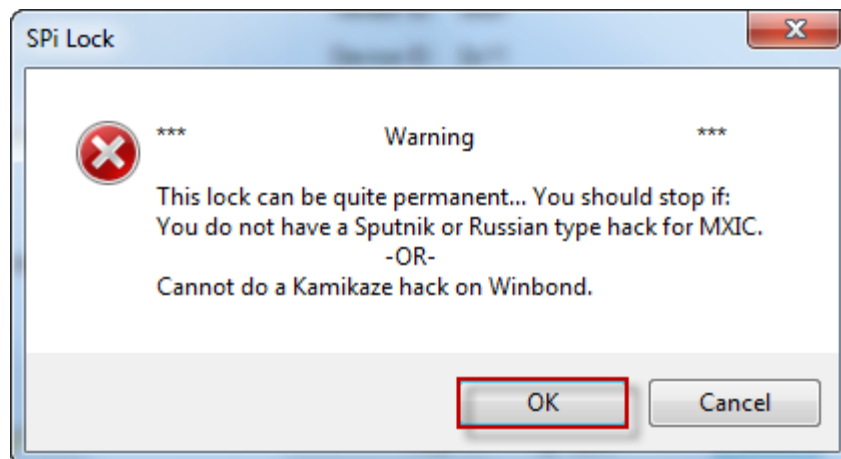 SPi Lock
*** Warning ***
This lock can be quite permanent... You should stop if:
You do not have a Sputnik or Russian type hack for MXIC.
-OR-
Cannot do a Kamikaze hack on Winbond.
OK Cancel